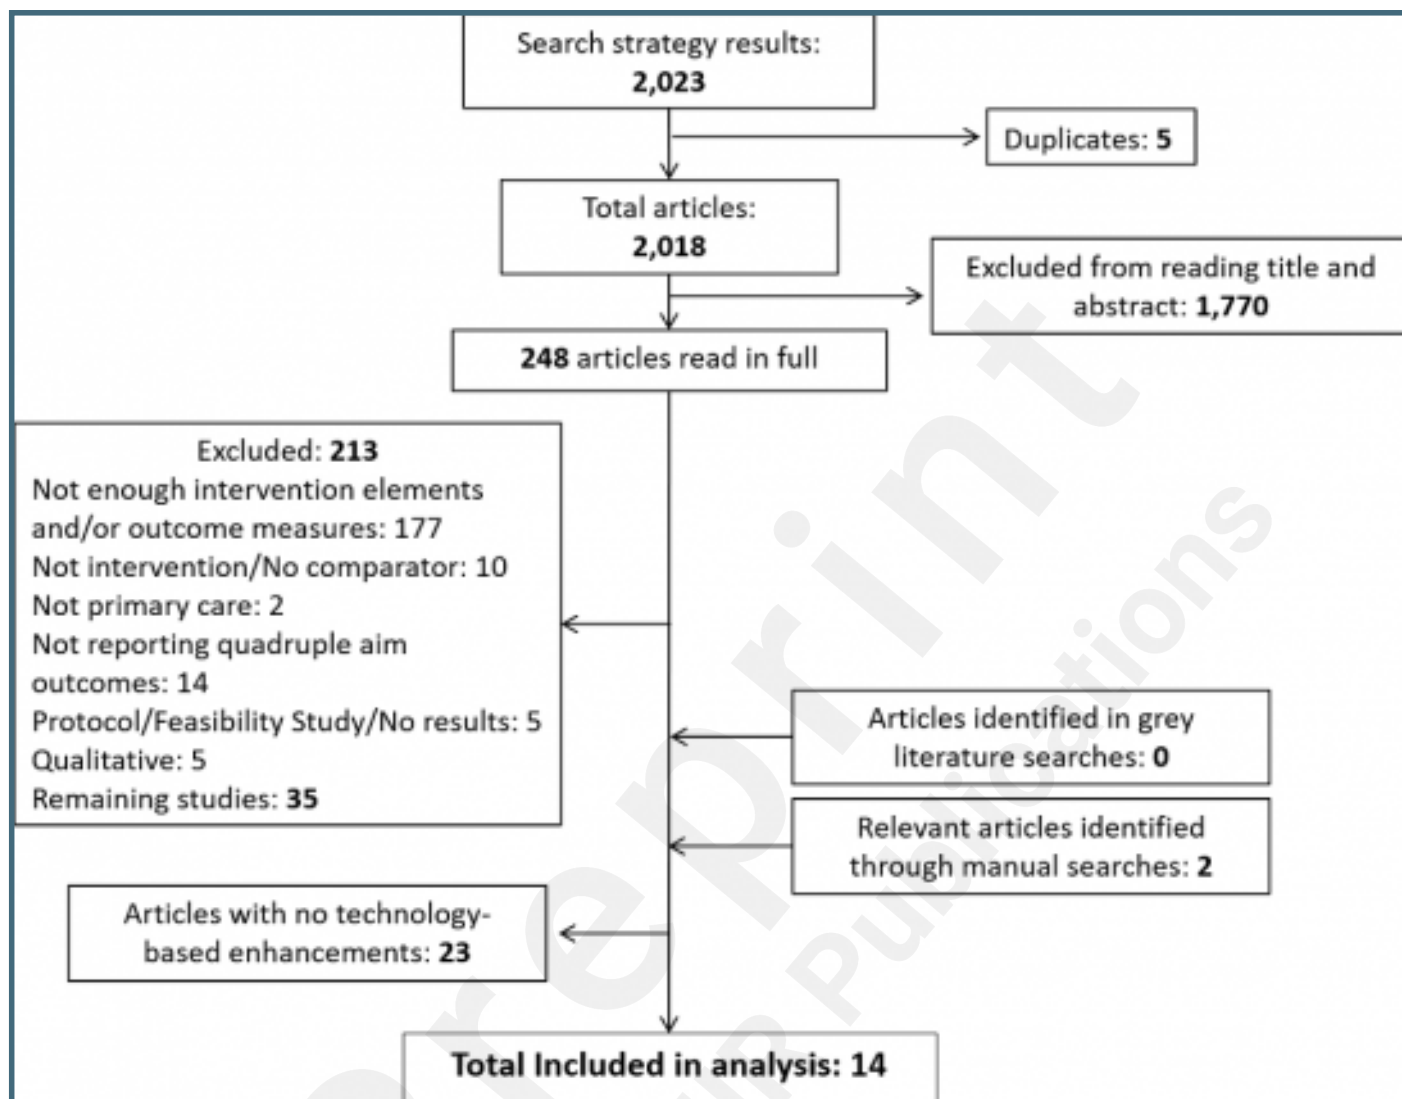 Search strategy results:
2,023
Duplicates: 5
Total articles:
2,018
Excluded from reading title and
abstract: 1,770
248 articles read in full
Excluded: 213
Not enough intervention elements
and/or outcome measures: 177
Not intervention/No comparator: 10
Not primary care: 2
Not reporting quadruple aim
outcomes: 14
Protocol/Feasibility Study/No results: 5
Qualitative: 5
Remaining studies: 35
Articles identified in grey
literature searches: 0
Relevant articles identified
through manual searches: 2
Articles with no technology-
based enhancements: 23
Total Included in analysis: 14
reprint
Publications